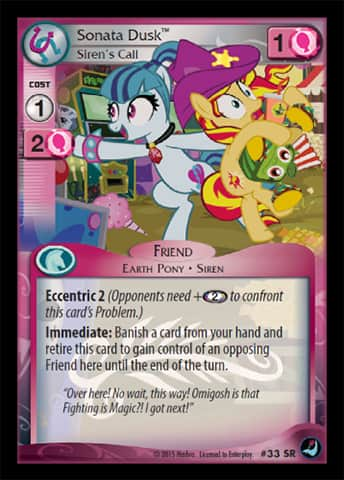 Sonata Dusk™
Siren's Call
1
COST
1
2
FRIEND
EARTH PONY • SIREN
Eccentric 2 (Opponents need +2 to confront
this card's Problem.)
Immediate: Banish a card from your hand and
retire this card to gain control of an opposing
Friend here until the end of the turn.
"Over here! No wait, this way! Omigosh is that
Fighting is Magic?! I got next!"
© 2015 Hasbro. Licensed to Enterplay. #33 SR